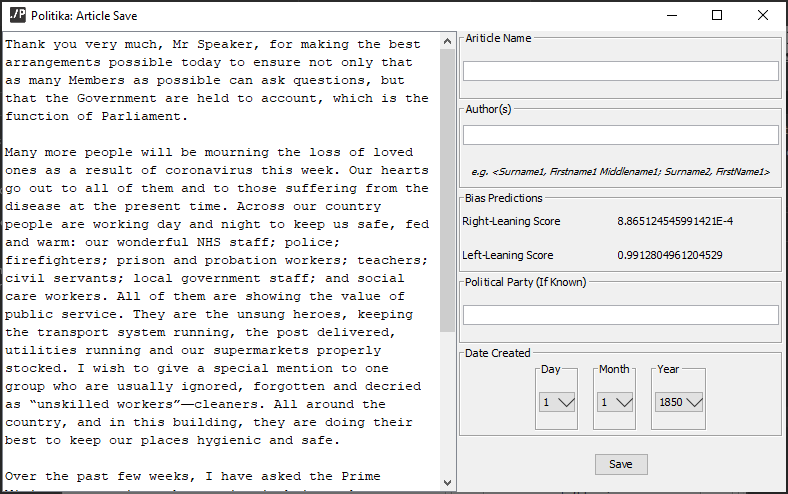 ./P Politika: Article Save
Thank you very much, Mr Speaker, for making the best
arrangements possible today to ensure not only that
as many Members as possible can ask questions, but
that the Government are held to account, which is the
function of Parliament.
Many more people will be mourning the loss of loved
ones as a result of coronavirus this week. Our hearts
go out to all of them and to those suffering from the
disease at the present time. Across our country
people are working day and night to keep us safe, fed
and warm: our wonderful NHS staff; police;
firefighters; prison and probation workers; teachers;
civil servants; local government staff; and social
care workers. All of them are showing the value of
public service. They are the unsung heroes, keeping
the transport system running, the post delivered,
utilities running and our supermarkets properly
stocked. I wish to give a special mention to one
group who are usually ignored, forgotten and decried
as “unskilled workers”—cleaners. All around the
country, and in this building, they are doing their
best to keep our places hygienic and safe.
Over the past few weeks, I have asked the Prime
Ariticle Name
Author(s)
e.g. <Surname1, Firstname1 Middlename1; Surname2, FirstName1>
Bias Predictions
Right-Leaning Score 8.865124545991421E-4
Left-Leaning Score 0.9912804961204529
Political Party (If Known)
Date Created
Day Month Year
1 1 1850
Save